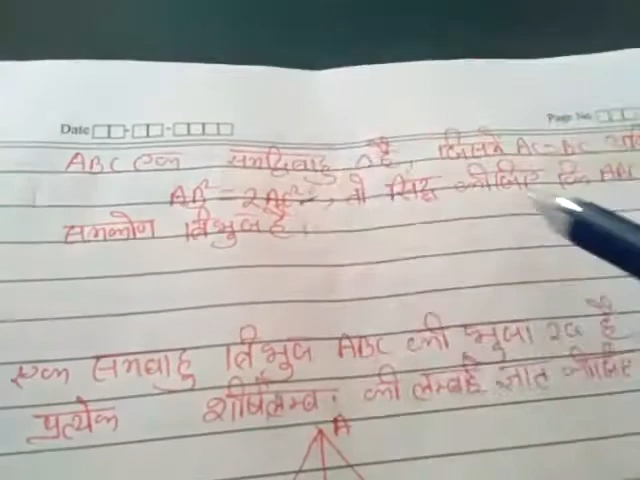 Date Page No
ABC एक समद्विबाहु △ है, जिसमें AC=BC
AB² = 2AC², तो सिद्ध कीजिए कि ABC
समकोण त्रिभुज है।
एक समबाहु त्रिभुज ABC की भुजा 2a है
प्रत्येक शीर्षलम्ब की लम्बाई ज्ञात कीजिए
A